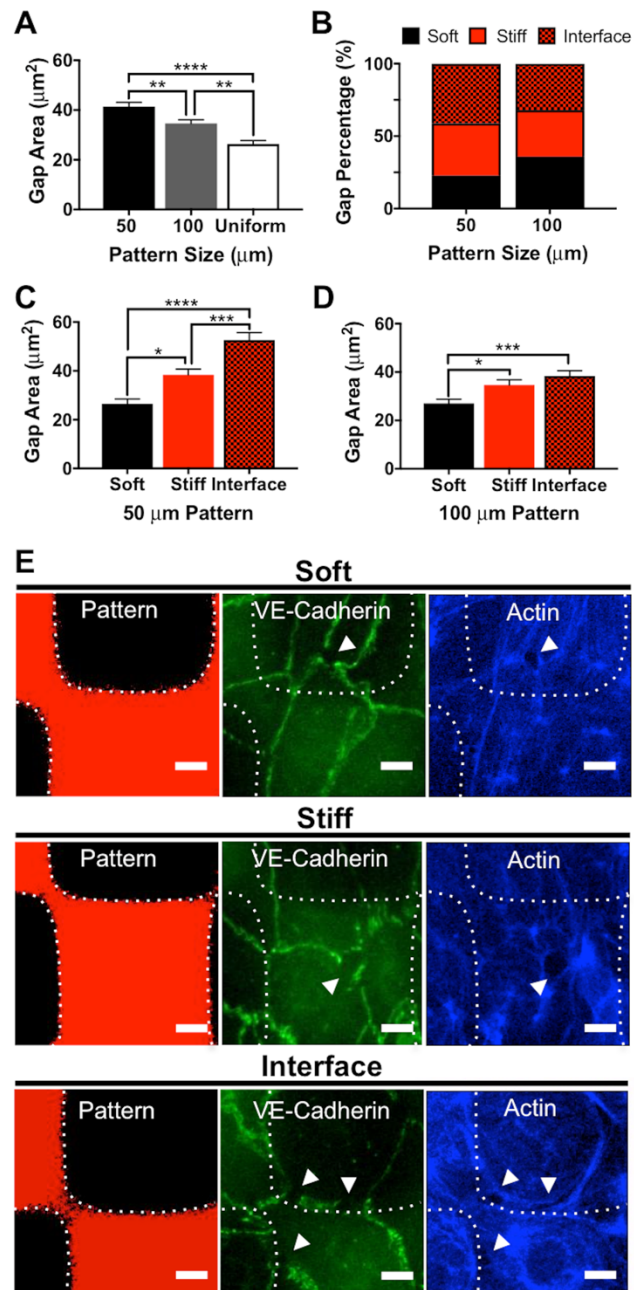 A
Gap Area (μm2)
60
40
20
0
** **** **
50 100 Uniform
Pattern Size (μm)
B
Soft Stiff Interface
Gap Percentage (%)
100
50
0
50 100
Pattern Size (μm)
C
Gap Area (μm2)
60
40
20
0
****
***
*
Soft Stiff Interface
50 μm Pattern
D
Gap Area (μm2)
60
40
20
0
***
*
Soft Stiff Interface
100 μm Pattern
E
Soft
Pattern VE-Cadherin Actin
Stiff
Pattern VE-Cadherin Actin
Interface
Pattern VE-Cadherin Actin